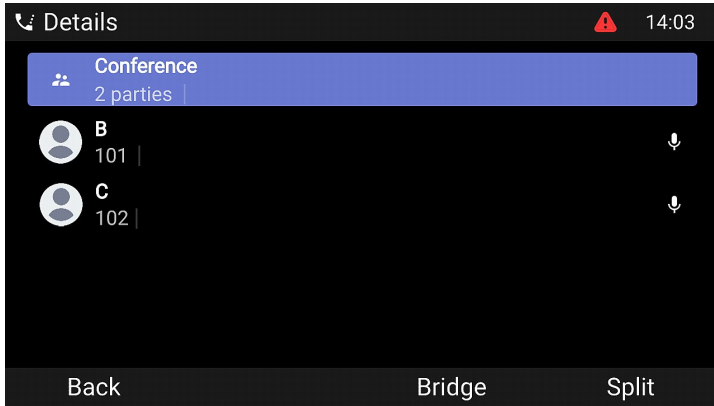 Details
14:03
Conference
2 parties
B
101
C
102
Back
Bridge
Split